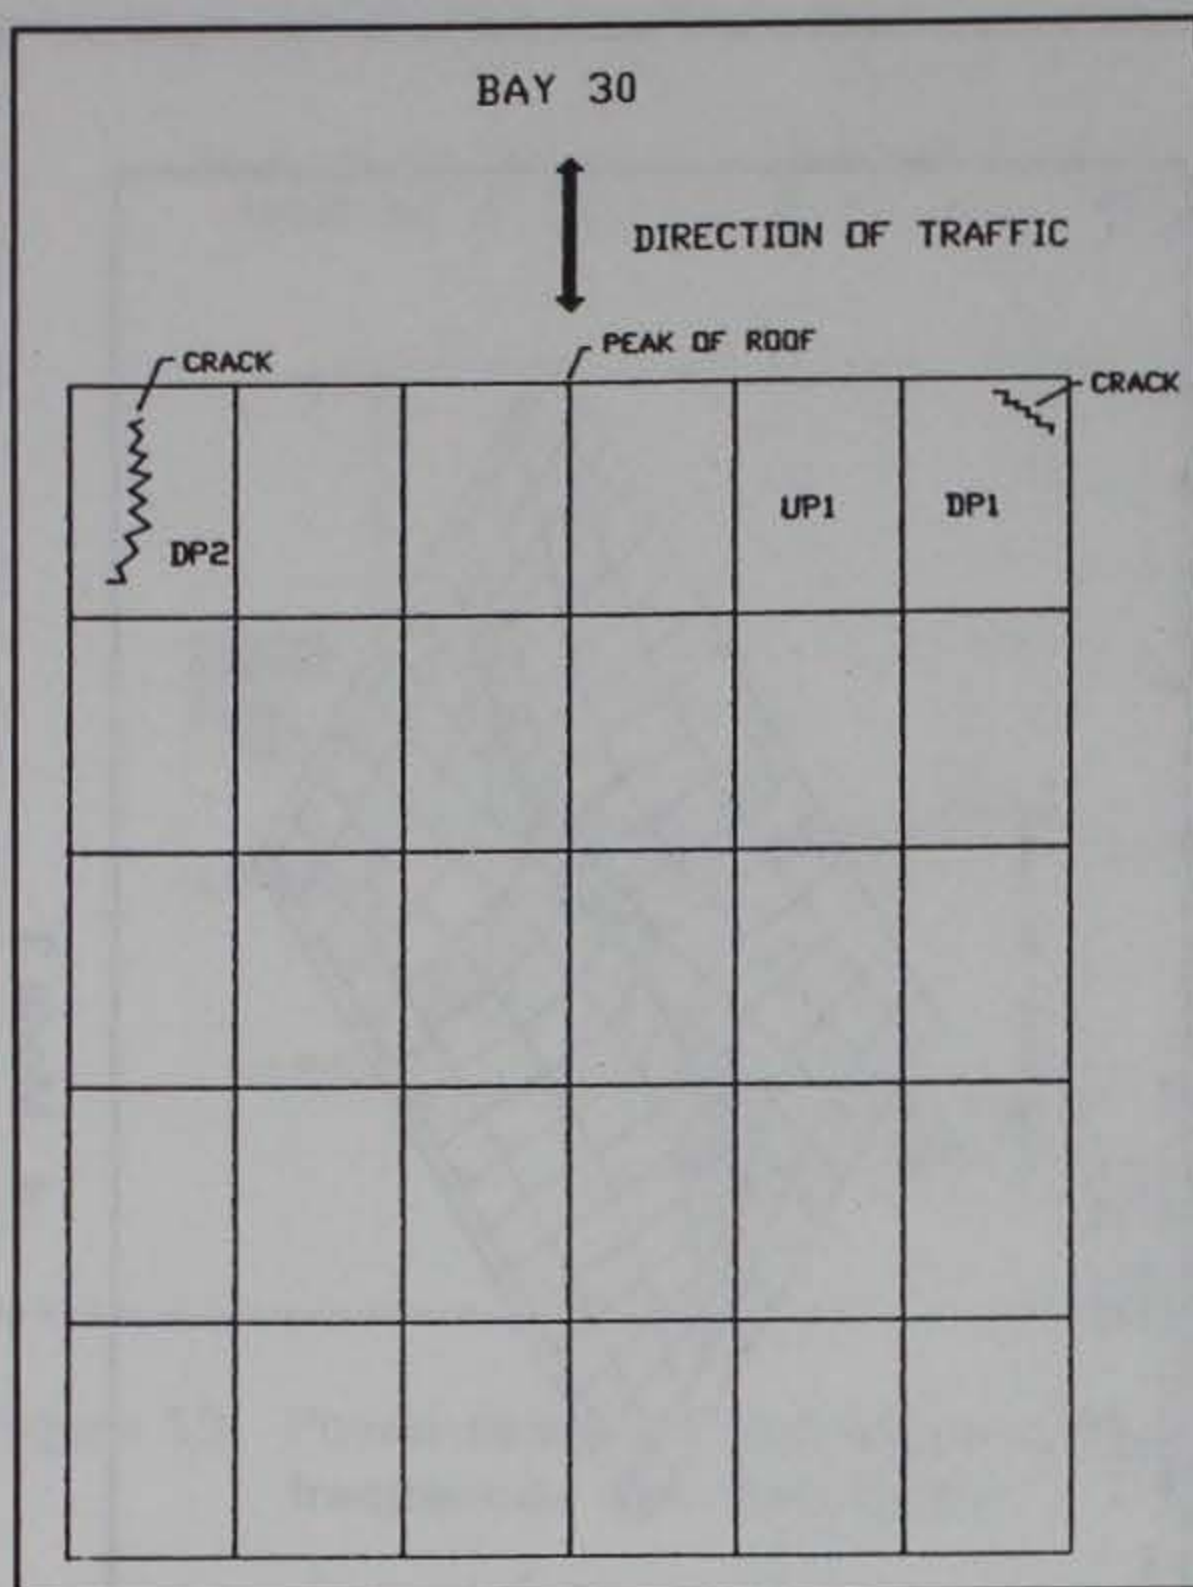 BAY 30
DIRECTION OF TRAFFIC
PEAK OF ROOF
CRACK
CRACK
UP1
DP1
DP2